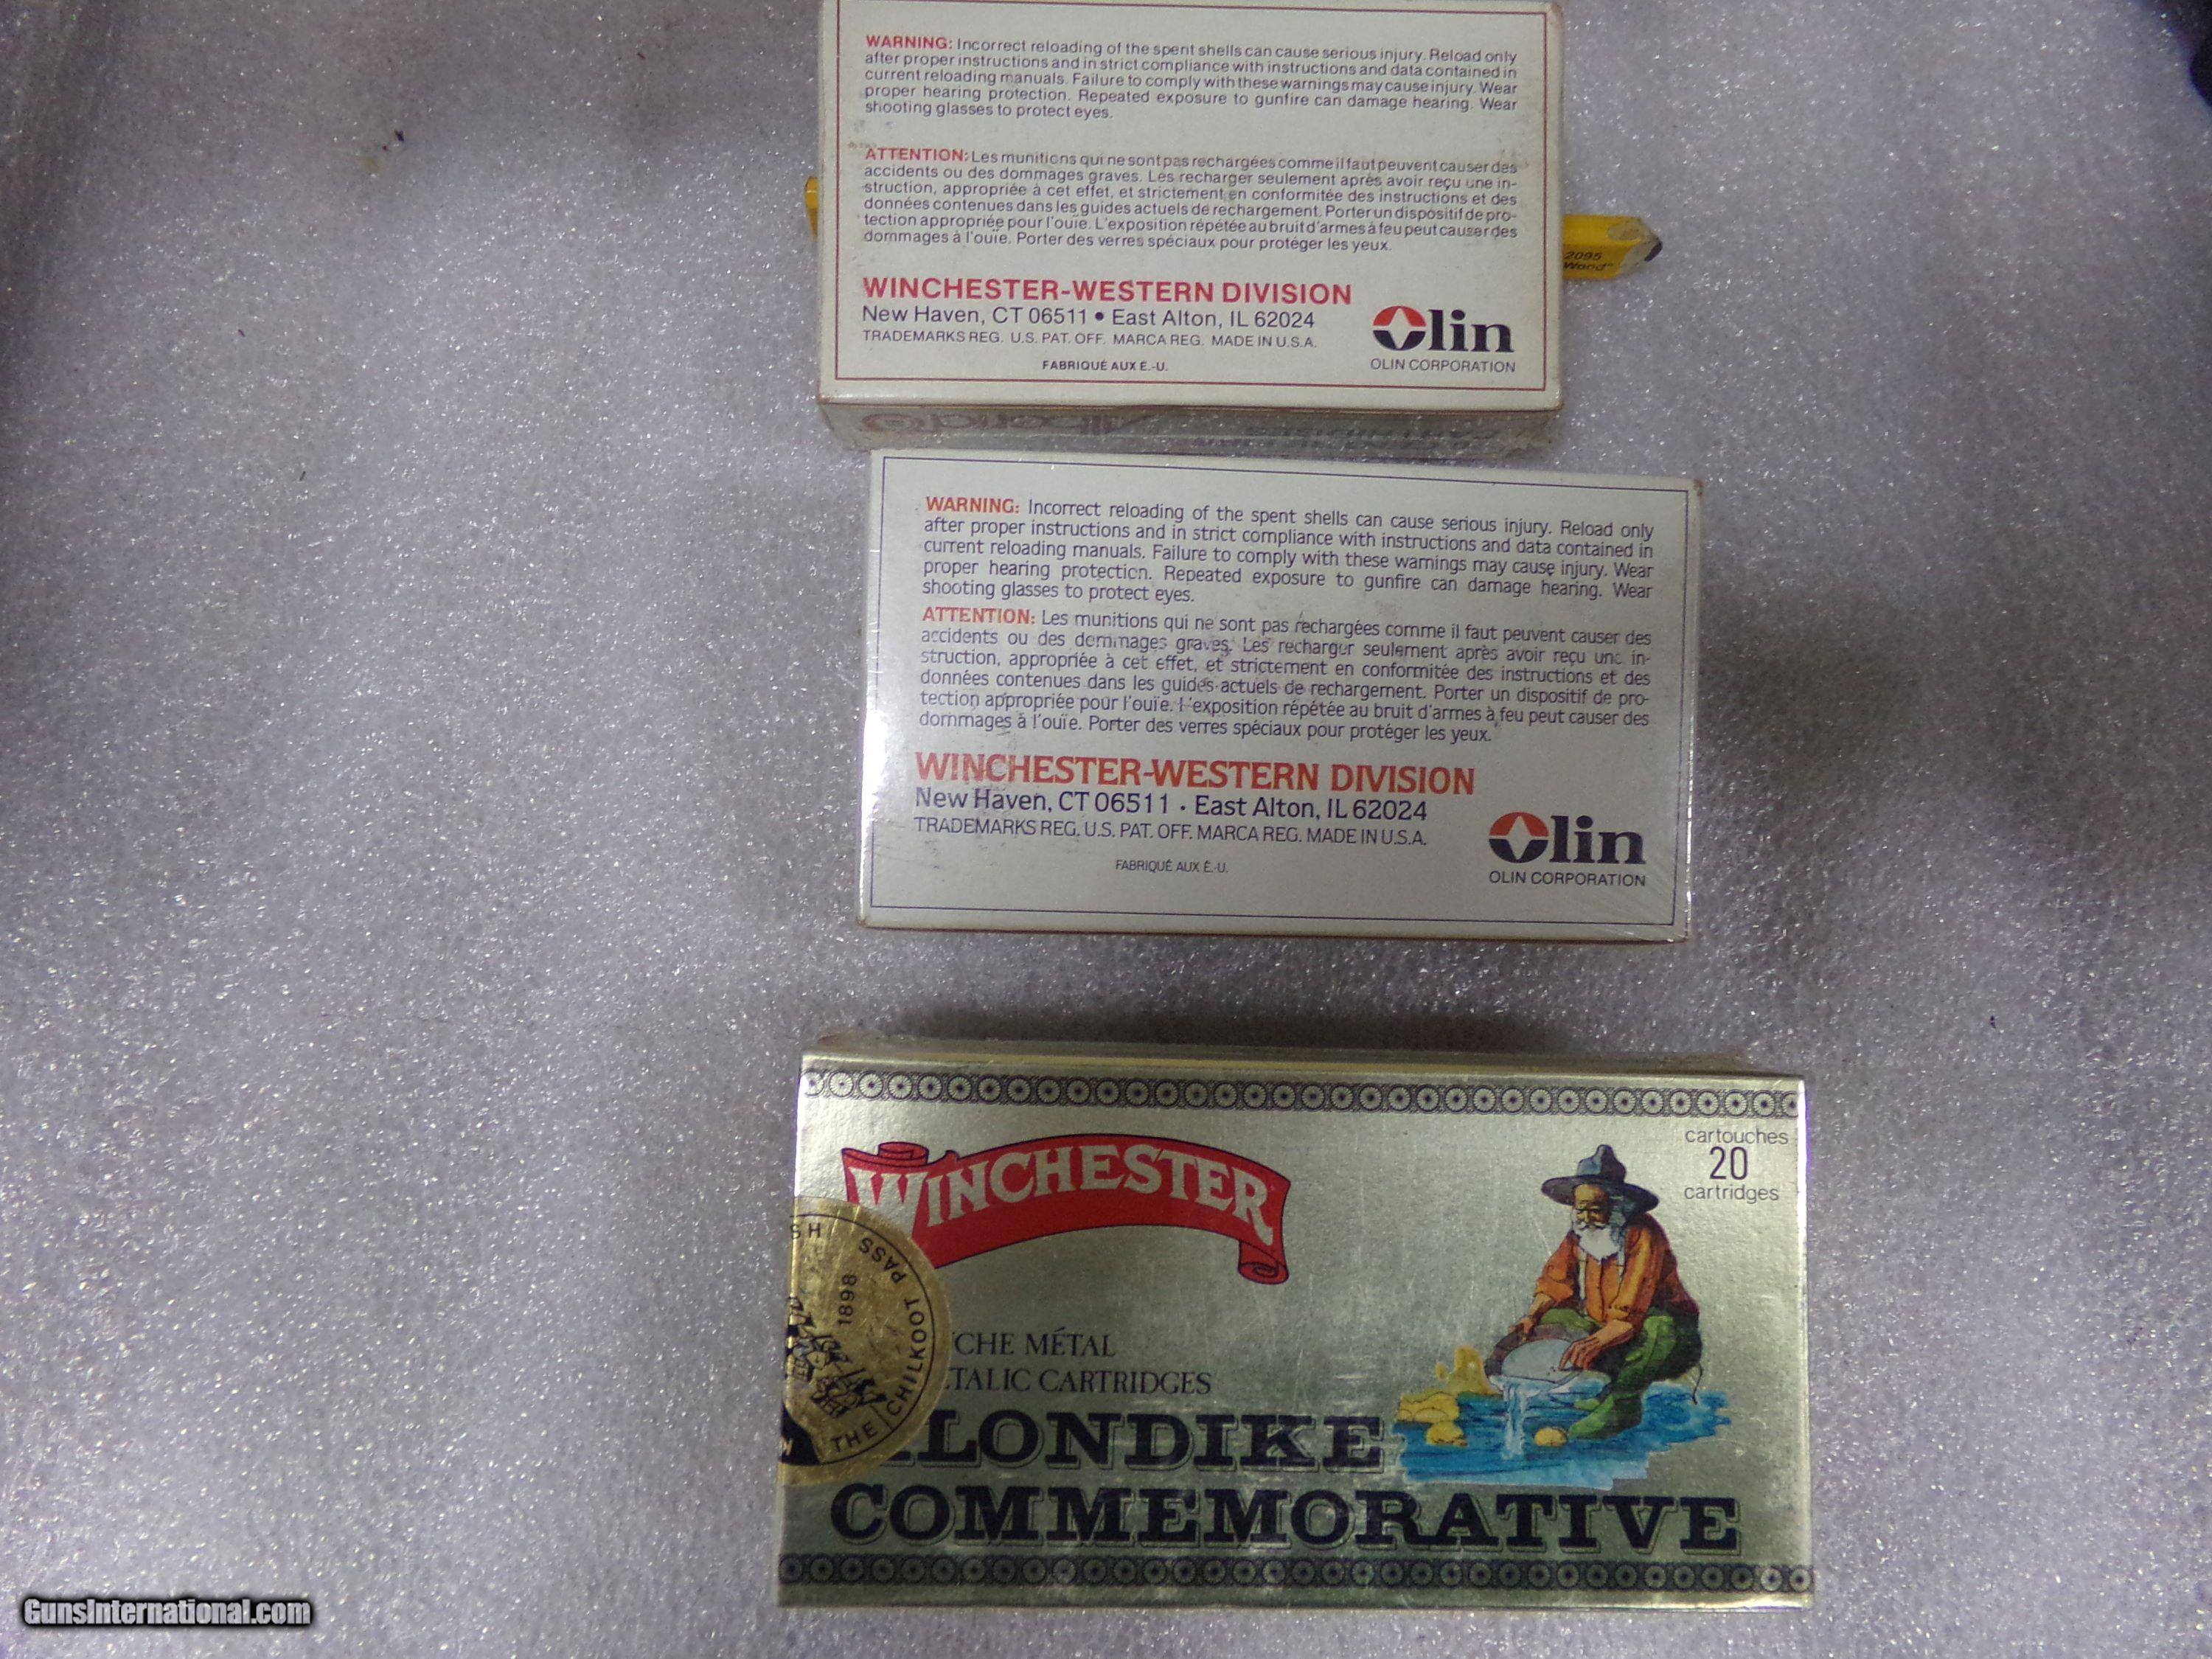 WARNING: Incorrect reloading of the spent shells can cause serious injury. Reload only
after proper instructions and in strict compliance with instructions and data contained in
current reloading manuals. Failure to comply with these warnings may cause injury. Wear
proper hearing protection. Repeated exposure to gunfire can damage hearing. Wear
shooting glasses to protect eyes.
ATTENTION: Les munitions qui ne sont pas rechargées comme il faut peuvent causer des
accidents ou des dommages graves. Les recharger seulement après avoir reçu une in-
struction, appropriée à cet effet, et strictement en conformitée des instructions et des
données contenues dans les guides actuels de rechargement. Porter un dispositif de pro-
tection appropriée pour l'ouïe. L'exposition répétée au bruit d'armes à feu peut causer des
dommages à l'ouïe. Porter des verres spéciaux pour protéger les yeux.
2095
Wood
WINCHESTER-WESTERN DIVISION
New Haven, CT 06511 • East Alton, IL 62024
TRADEMARKS REG. U.S. PAT. OFF. MARCA REG. MADE IN U.S.A.
FABRIQUÉ AUX É.-U.
Olin
OLIN CORPORATION
WARNING: Incorrect reloading of the spent shells can cause serious injury. Reload only
after proper instructions and in strict compliance with instructions and data contained in
current reloading manuals. Failure to comply with these warnings may cause injury. Wear
proper hearing protection. Repeated exposure to gunfire can damage hearing. Wear
shooting glasses to protect eyes.
ATTENTION: Les munitions qui ne sont pas rechargées comme il faut peuvent causer des
accidents ou des dommages graves. Les recharger seulement après avoir reçu une in-
struction, appropriée à cet effet, et strictement en conformitée des instructions et des
données contenues dans les guides actuels de rechargement. Porter un dispositif de pro-
tection appropriée pour l'ouïe. L'exposition répétée au bruit d'armes à feu peut causer des
dommages à l'ouïe. Porter des verres spéciaux pour protéger les yeux.
WINCHESTER-WESTERN DIVISION
New Haven, CT 06511 · East Alton, IL 62024
TRADEMARKS REG. U.S. PAT. OFF. MARCA REG. MADE IN U.S.A.
FABRIQUÉ AUX É.-U.
Olin
OLIN CORPORATION
cartouches
20
cartridges
WINCHESTER
SH
THE CHILKOOT PASS
1898
CHE MÉTAL
TALIC CARTRIDGES
LONDIKE
COMMEMORATIVE
GunsInternational.com